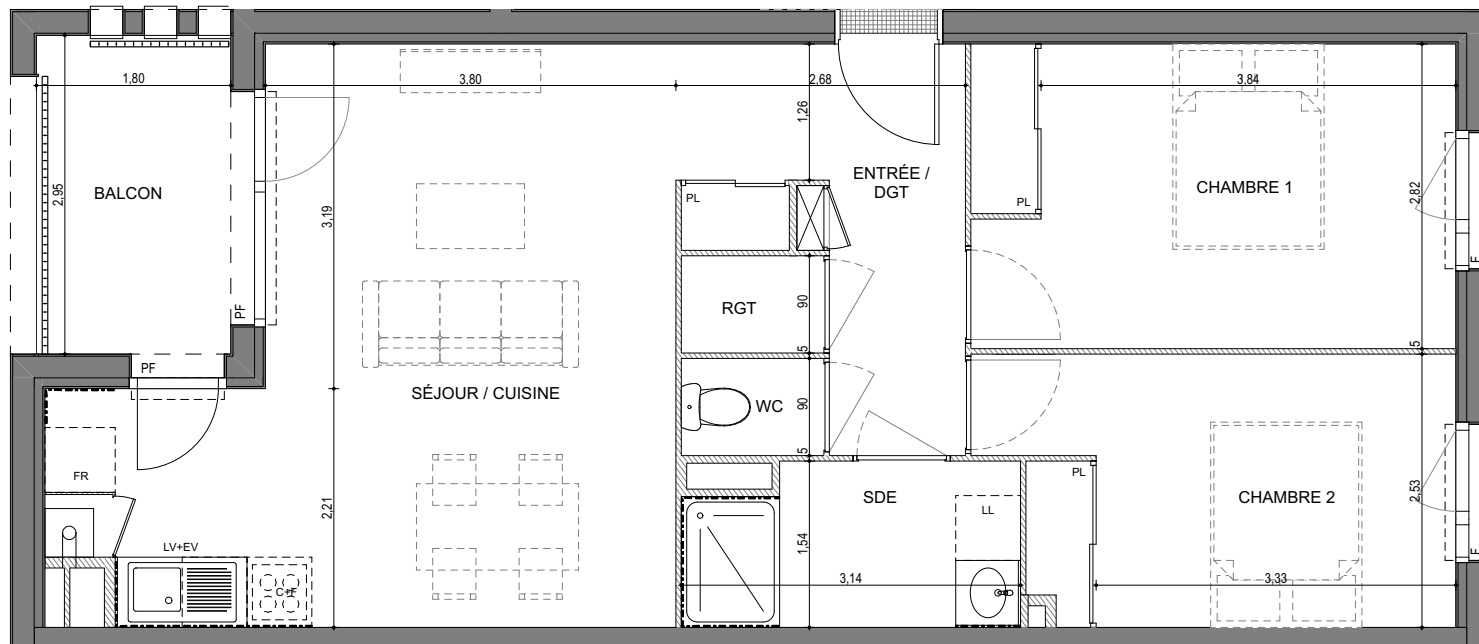 1,80
3,80
2,68
3,84
1,26
2,95
BALCON
3,19
ENTRÉE /
DGT
CHAMBRE 1
2,82
PL
PL
F
PF
RGT
90
5
5
PF
SÉJOUR / CUISINE
WC
90
5
FR
2,21
SDE
PL
CHAMBRE 2
2,53
LL
LV+EV
1,54
C+F
3,14
3,33
F